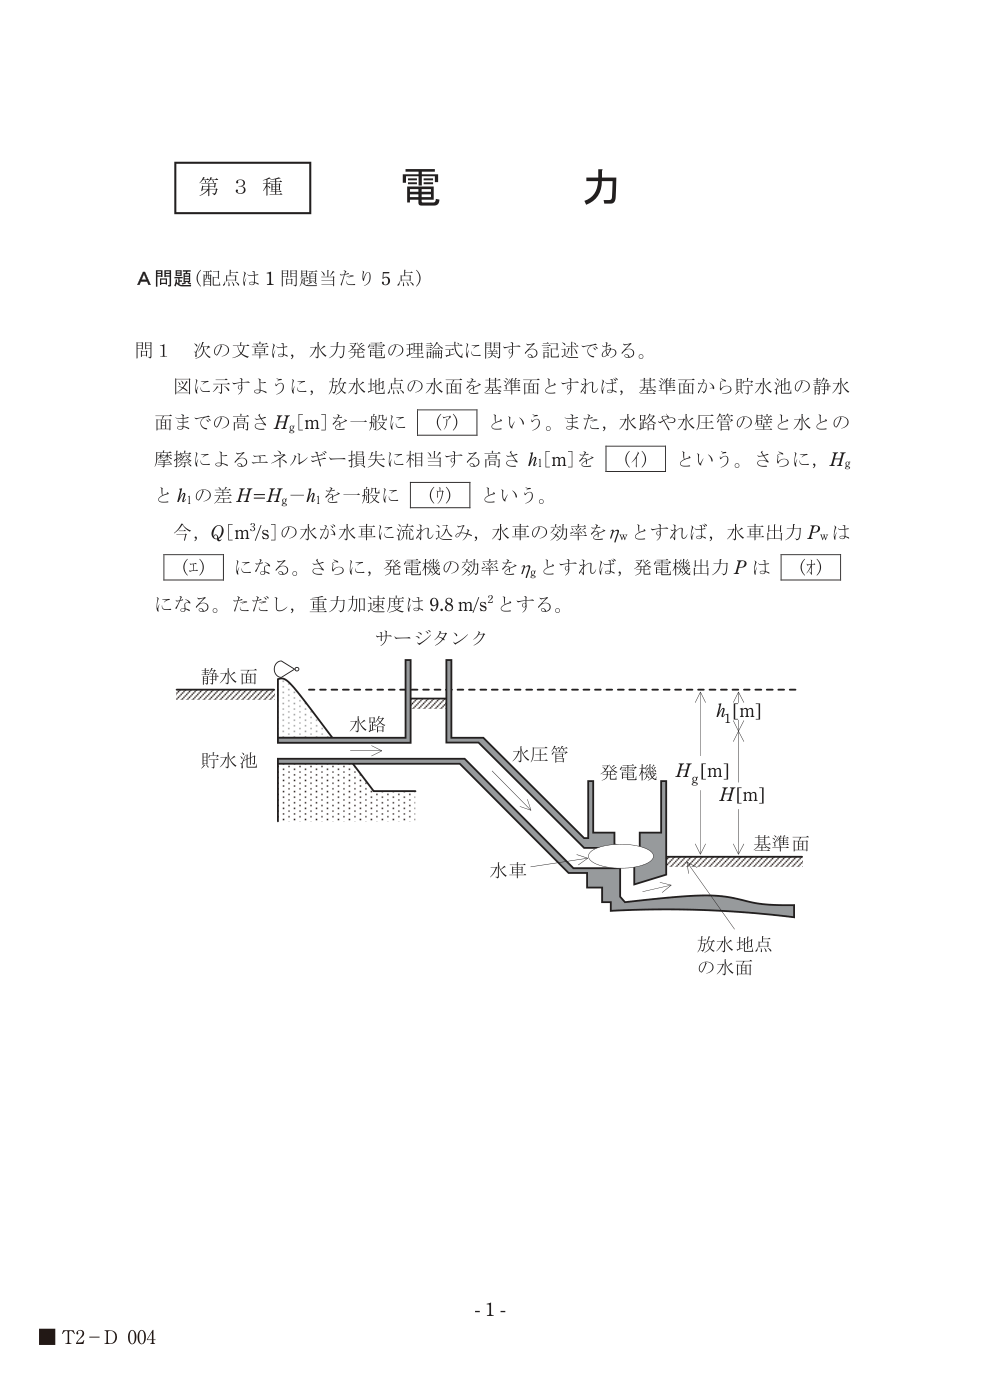 第 3 種
電 力
A問題(配点は1問題当たり5点)
問1 次の文章は，水力発電の理論式に関する記述である。
図に示すように，放水地点の水面を基準面とすれば，基準面から貯水池の静水
面までの高さHg[m]を一般に (ア) という。また，水路や水圧管の壁と水との
摩擦によるエネルギー損失に相当する高さh1[m]を (イ) という。さらに，Hg
とh1の差H=Hg－h1を一般に (ウ) という。
今，Q[m³/s]の水が水車に流れ込み，水車の効率をηwとすれば，水車出力Pwは
(エ) になる。さらに，発電機の効率をηgとすれば，発電機出力Pは (オ)
になる。ただし，重力加速度は9.8 m/s²とする。
サージタンク
静水面
h1[m]
水路
水圧管
貯水池
発電機
Hg[m]
H[m]
基準面
水車
放水地点
の水面
- 1 -
■ T2－D 004